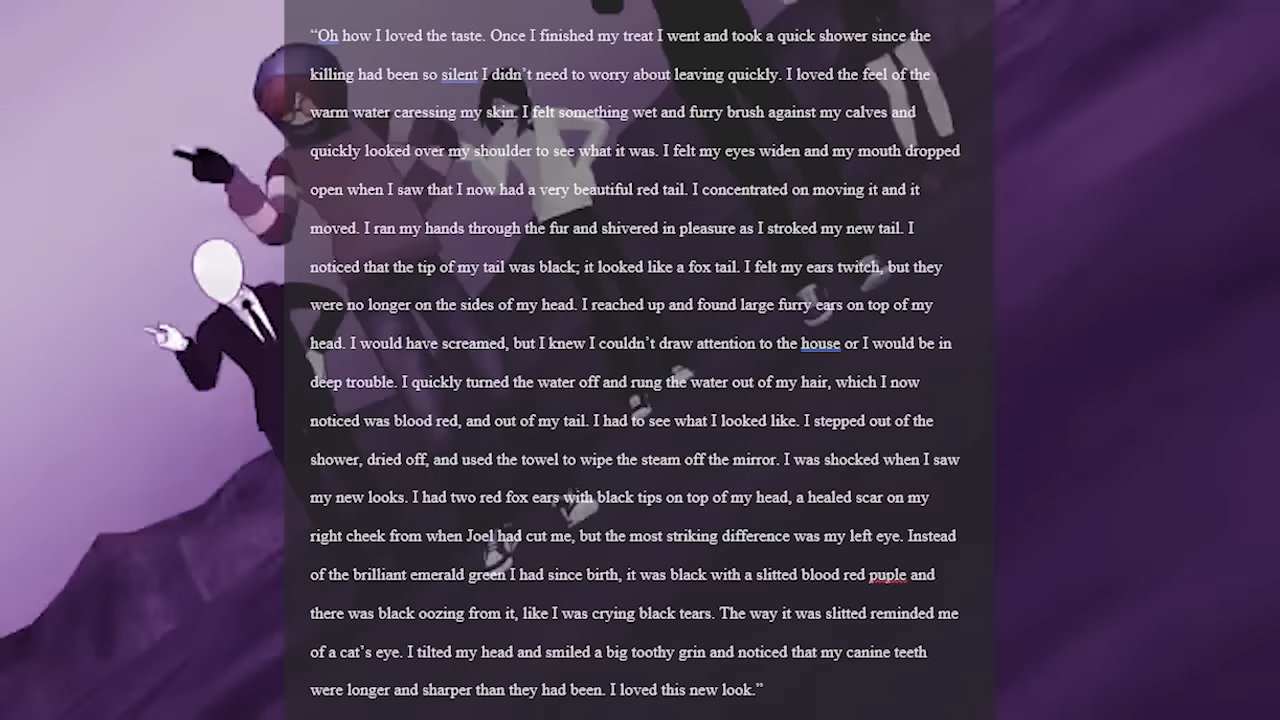 “Oh how I loved the taste. Once I finished my treat I went and took a quick shower since the
killing had been so silent I didn’t need to worry about leaving quickly. I loved the feel of the
warm water caressing my skin. I felt something wet and furry brush against my calves and
quickly looked over my shoulder to see what it was. I felt my eyes widen and my mouth dropped
open when I saw that I now had a very beautiful red tail. I concentrated on moving it and it
moved. I ran my hands through the fur and shivered in pleasure as I stroked my new tail. I
noticed that the tip of my tail was black; it looked like a fox tail. I felt my ears twitch, but they
were no longer on the sides of my head. I reached up and found large furry ears on top of my
head. I would have screamed, but I knew I couldn’t draw attention to the house or I would be in
deep trouble. I quickly turned the water off and rung the water out of my hair, which I now
noticed was blood red, and out of my tail. I had to see what I looked like. I stepped out of the
shower, dried off, and used the towel to wipe the steam off the mirror. I was shocked when I saw
my new looks. I had two red fox ears with black tips on top of my head, a healed scar on my
right cheek from when Joel had cut me, but the most striking difference was my left eye. Instead
of the brilliant emerald green I had since birth, it was black with a slitted blood red puple and
there was black oozing from it, like I was crying black tears. The way it was slitted reminded me
of a cat’s eye. I tilted my head and smiled a big toothy grin and noticed that my canine teeth
were longer and sharper than they had been. I loved this new look.”